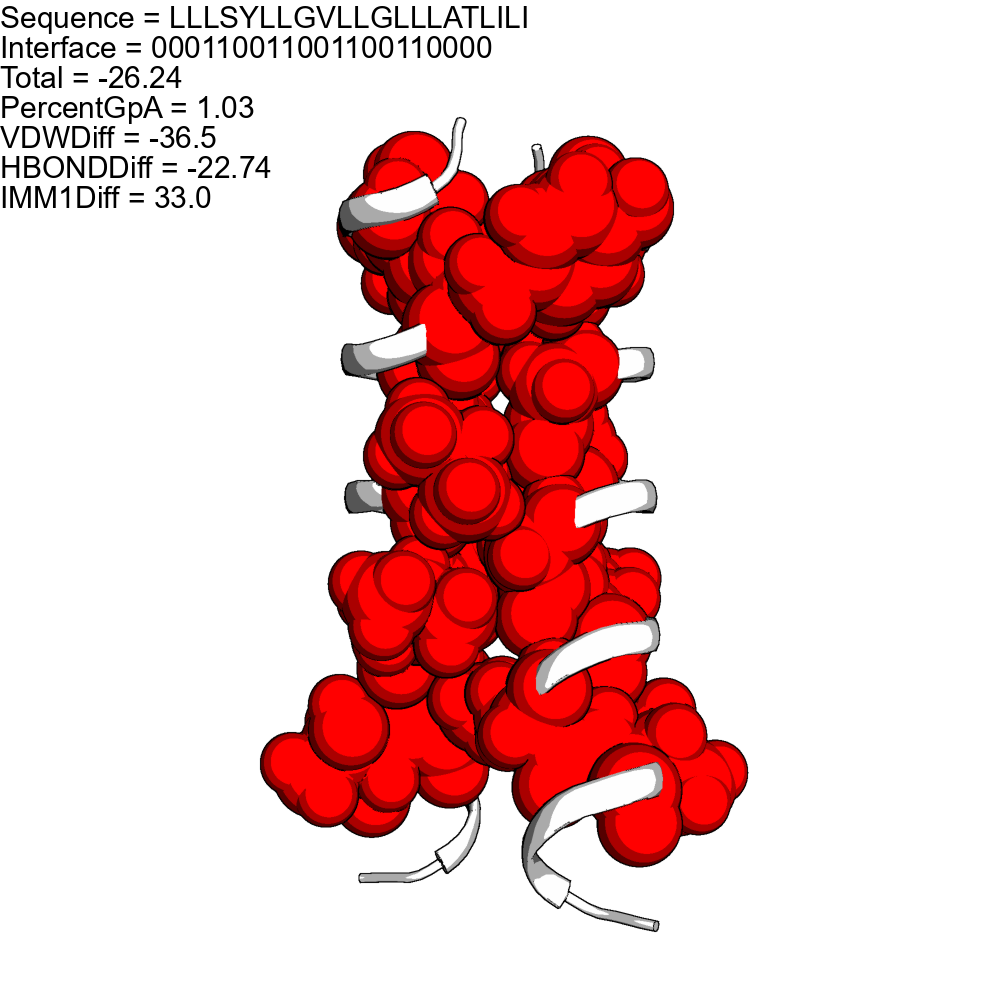 Sequence = LLLSYLLGVLLGLLLATLILI
Interface = 000110011001100110000
Total = -26.24
PercentGpA = 1.03
VDWDiff = -36.5
HBONDDiff = -22.74
IMM1Diff = 33.0